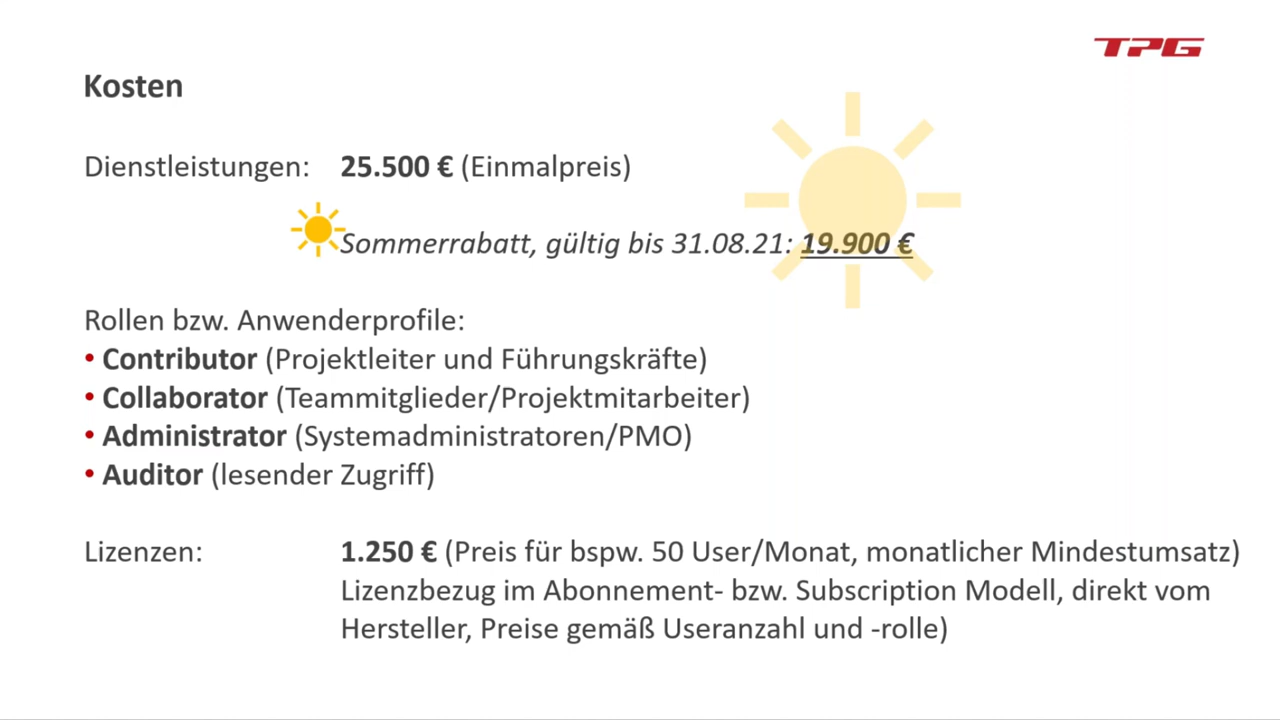 TPG
Kosten
Dienstleistungen: 25.500 € (Einmalpreis)
Sommerrabatt, gültig bis 31.08.21: 19.900 €
Rollen bzw. Anwenderprofile:
• Contributor (Projektleiter und Führungskräfte)
• Collaborator (Teammitglieder/Projektmitarbeiter)
• Administrator (Systemadministratoren/PMO)
• Auditor (lesender Zugriff)
Lizenzen: 1.250 € (Preis für bspw. 50 User/Monat, monatlicher Mindestumsatz)
Lizenzbezug im Abonnement- bzw. Subscription Modell, direkt vom
Hersteller, Preise gemäß Useranzahl und -rolle)